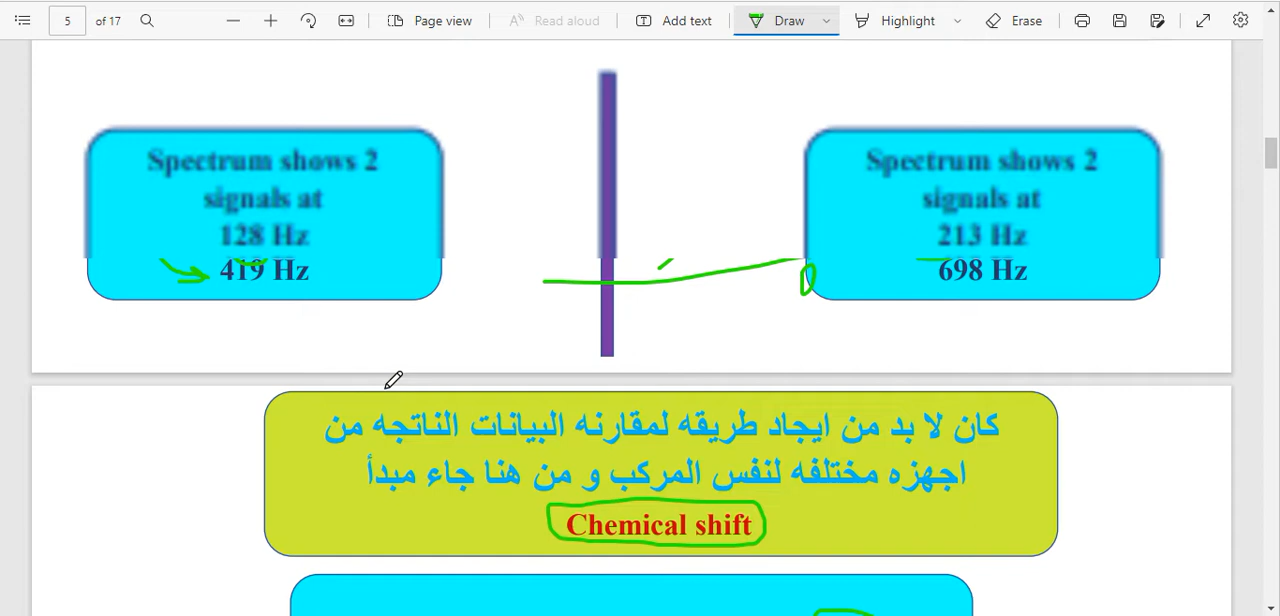 5
of 17
Page view
Read aloud
Add text
Draw
Highlight
Erase
Spectrum shows 2
signals at
128 Hz
419 Hz
Spectrum shows 2
signals at
213 Hz
698 Hz
كان لا بد من ايجاد طريقه لمقارنه البيانات الناتجه من
اجهزه مختلفه لنفس المركب و من هنا جاء مبدأ
Chemical shift